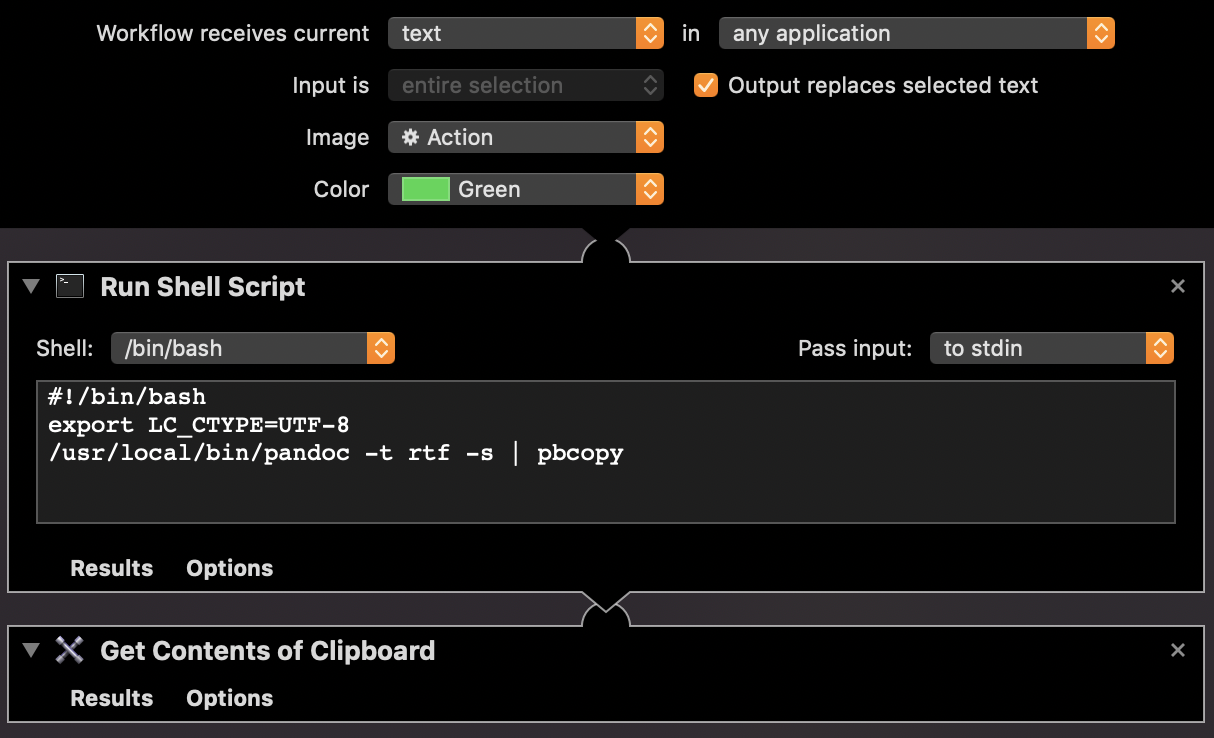 Workflow receives current text in any application
Input is entire selection Output replaces selected text
Image Action
Color Green
Run Shell Script
Shell: /bin/bash Pass input: to stdin
#!/bin/bash
export LC_CTYPE=UTF-8
/usr/local/bin/pandoc -t rtf -s | pbcopy
Results Options
Get Contents of Clipboard
Results Options